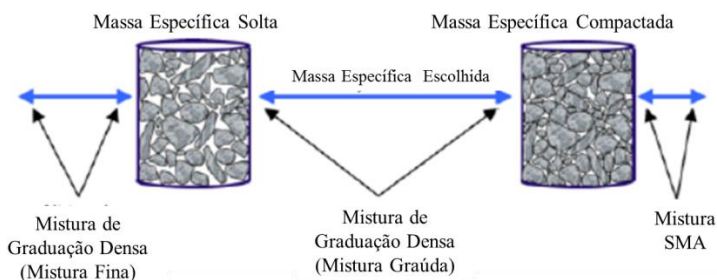 Massa Específica Solta
Massa Específica Compactada
Massa Específica Escolhida
Mistura de
Graduação Densa
(Mistura Fina)
Mistura de
Graduação Densa
(Mistura Graúda)
Mistura
SMA